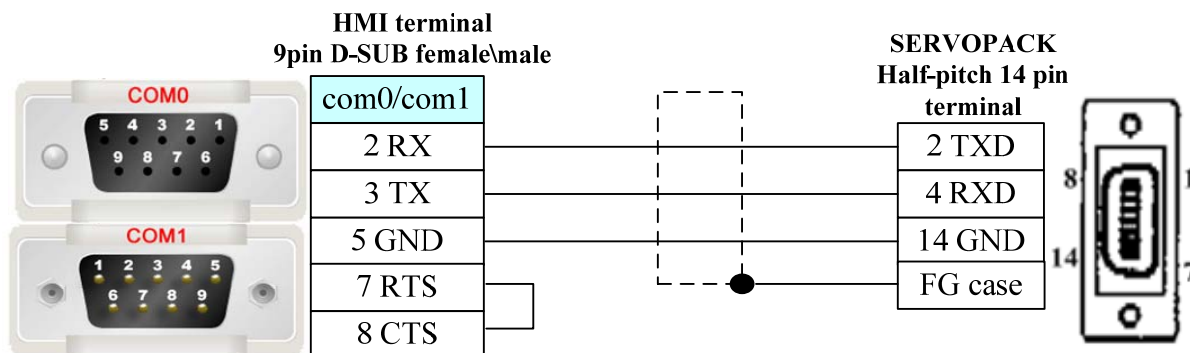 HMI terminal
9pin D-SUB female\male
SERVOPACK
Half-pitch 14 pin
terminal
COM0
5 4 3 2 1
9 8 7 6
COM1
1 2 3 4 5
6 7 8 9
com0/com1
2 RX
3 TX
5 GND
7 RTS
8 CTS
2 TXD
4 RXD
14 GND
FG case
8 1
14 7